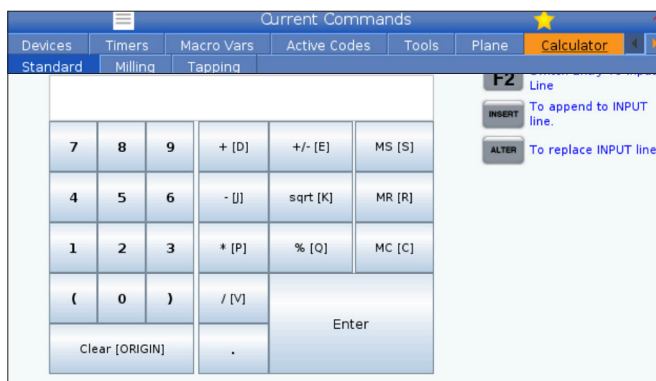 Current Commands
Devices Timers Macro Vars Active Codes Tools Plane Calculator
Standard Milling Tapping
F2
Line
INSERT To append to INPUT
line.
ALTER To replace INPUT line
7 8 9 + [D] +/- [E] MS [S]
4 5 6 - [J] sqrt [K] MR [R]
1 2 3 * [P] % [Q] MC [C]
( 0 ) / [V]
Enter
Clear [ORIGIN] .